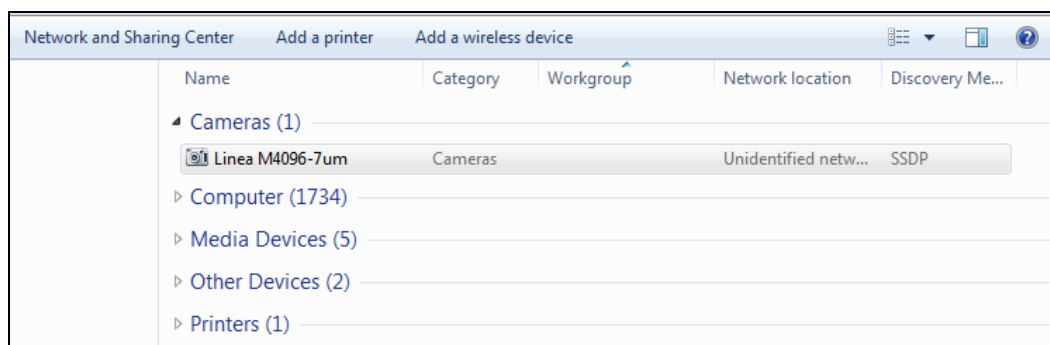 Network and Sharing Center Add a printer Add a wireless device
Name Category Workgroup Network location Discovery Me...
Cameras (1)
Linea M4096-7um Cameras Unidentified netw... SSDP
Computer (1734)
Media Devices (5)
Other Devices (2)
Printers (1)